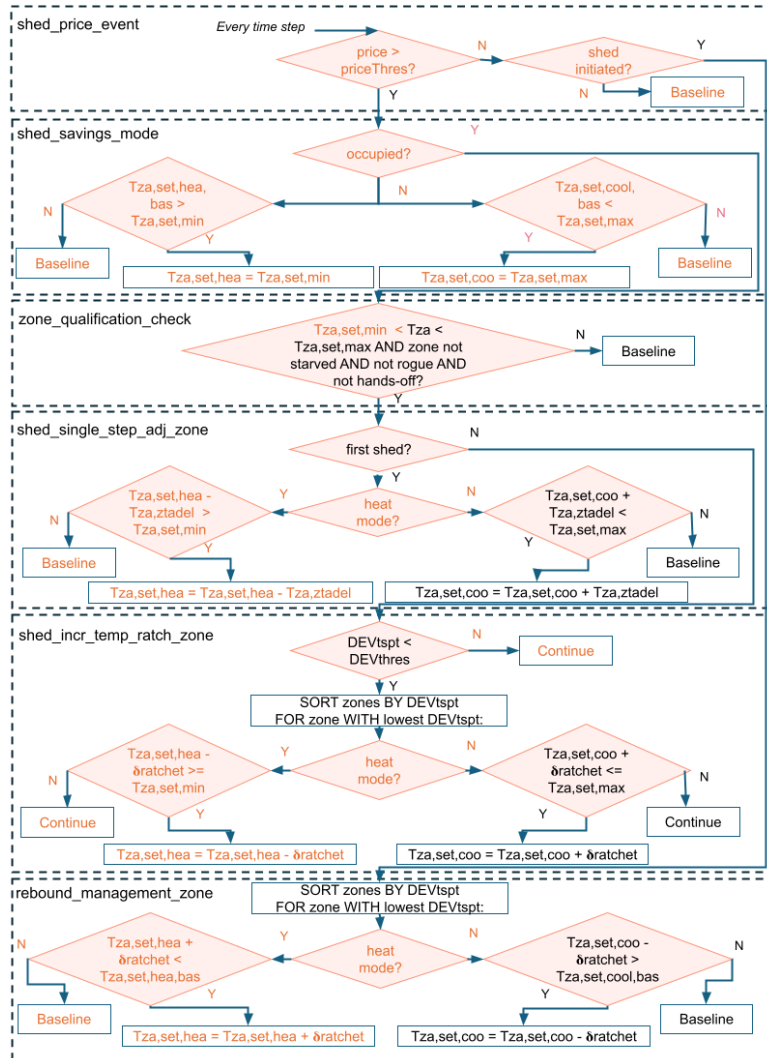 shed_price_event
Every time step
price >
priceThres?
N
shed
initiated?
Y
N
Baseline
Y
shed_savings_mode
Y
occupied?
N
Tza,set,hea,
bas >
Tza,set,min
N
Y
Baseline
Tza,set,hea = Tza,set,min
Tza,set,cool,
bas <
Tza,set,max
N
Y
Baseline
Tza,set,coo = Tza,set,max
zone_qualification_check
Tza,set,min < Tza <
Tza,set,max AND zone not
starved AND not rogue AND
not hands-off?
N
Baseline
Y
shed_single_step_adj_zone
first shed?
N
Y
heat
mode?
Y
N
Tza,set,hea -
Tza,ztadel >
Tza,set,min
N
Y
Baseline
Tza,set,hea = Tza,set,hea - Tza,ztadel
Tza,set,coo +
Tza,ztadel <
Tza,set,max
N
Y
Baseline
Tza,set,coo = Tza,set,coo + Tza,ztadel
shed_incr_temp_ratch_zone
DEVtspt <
DEVthres
N
Continue
Y
SORT zones BY DEVtspt
FOR zone WITH lowest DEVtspt:
heat
mode?
Y
N
Tza,set,hea -
δratchet >=
Tza,set,min
N
Y
Continue
Tza,set,hea = Tza,set,hea - δratchet
Tza,set,coo +
δratchet <=
Tza,set,max
N
Y
Continue
Tza,set,coo = Tza,set,coo + δratchet
rebound_management_zone
SORT zones BY DEVtspt
FOR zone WITH lowest DEVtspt:
heat
mode?
Y
N
Tza,set,hea +
δratchet <
Tza,set,hea,bas
N
Y
Baseline
Tza,set,hea = Tza,set,hea + δratchet
Tza,set,coo -
δratchet >
Tza,set,cool,bas
N
Y
Baseline
Tza,set,coo = Tza,set,coo - δratchet